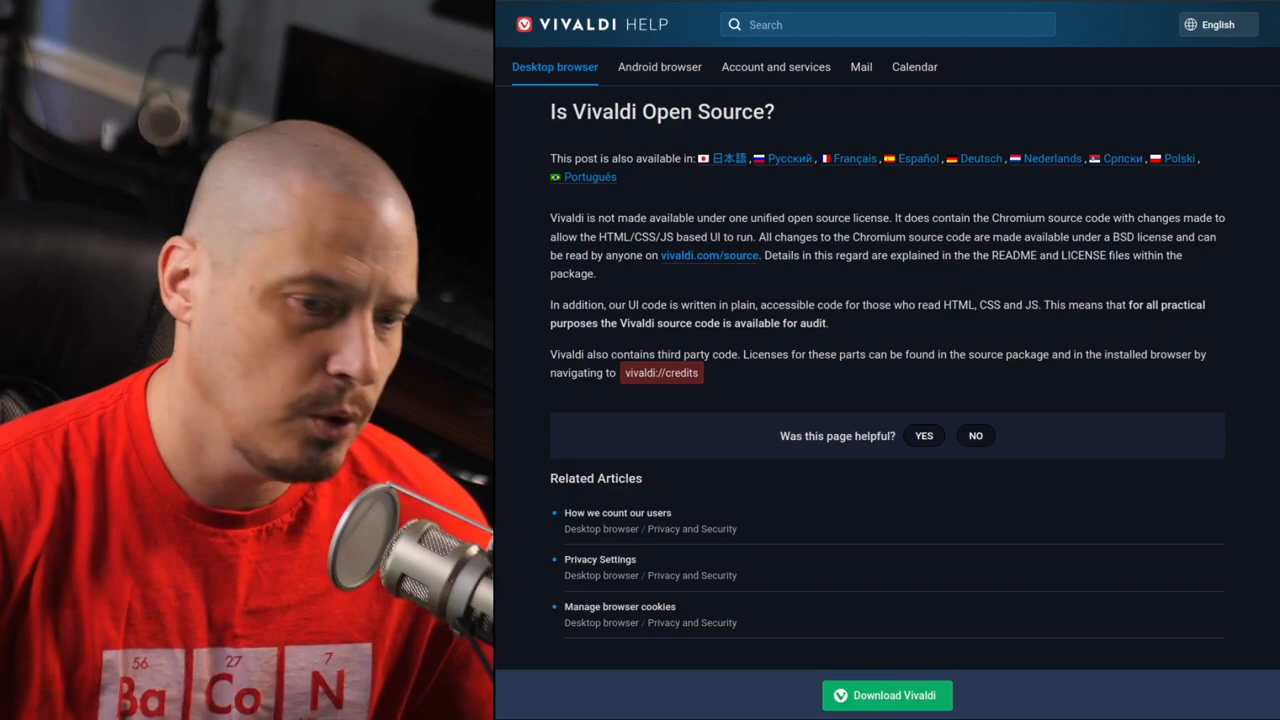 VIVALDI HELP
Search
English
Desktop browser
Android browser
Account and services
Mail
Calendar
Is Vivaldi Open Source?
This post is also available in: 日本語 , Русский , Français , Español , Deutsch , Nederlands , Српски , Polski ,
Português
Vivaldi is not made available under one unified open source license. It does contain the Chromium source code with changes made to
allow the HTML/CSS/JS based UI to run. All changes to the Chromium source code are made available under a BSD license and can
be read by anyone on vivaldi.com/source. Details in this regard are explained in the the README and LICENSE files within the
package.
In addition, our UI code is written in plain, accessible code for those who read HTML, CSS and JS. This means that for all practical
purposes the Vivaldi source code is available for audit.
Vivaldi also contains third party code. Licenses for these parts can be found in the source package and in the installed browser by
navigating to vivaldi://credits
Was this page helpful? YES NO
Related Articles
How we count our users
Desktop browser / Privacy and Security
Privacy Settings
Desktop browser / Privacy and Security
Manage browser cookies
Desktop browser / Privacy and Security
Download Vivaldi
56 27 7
Ba Co N